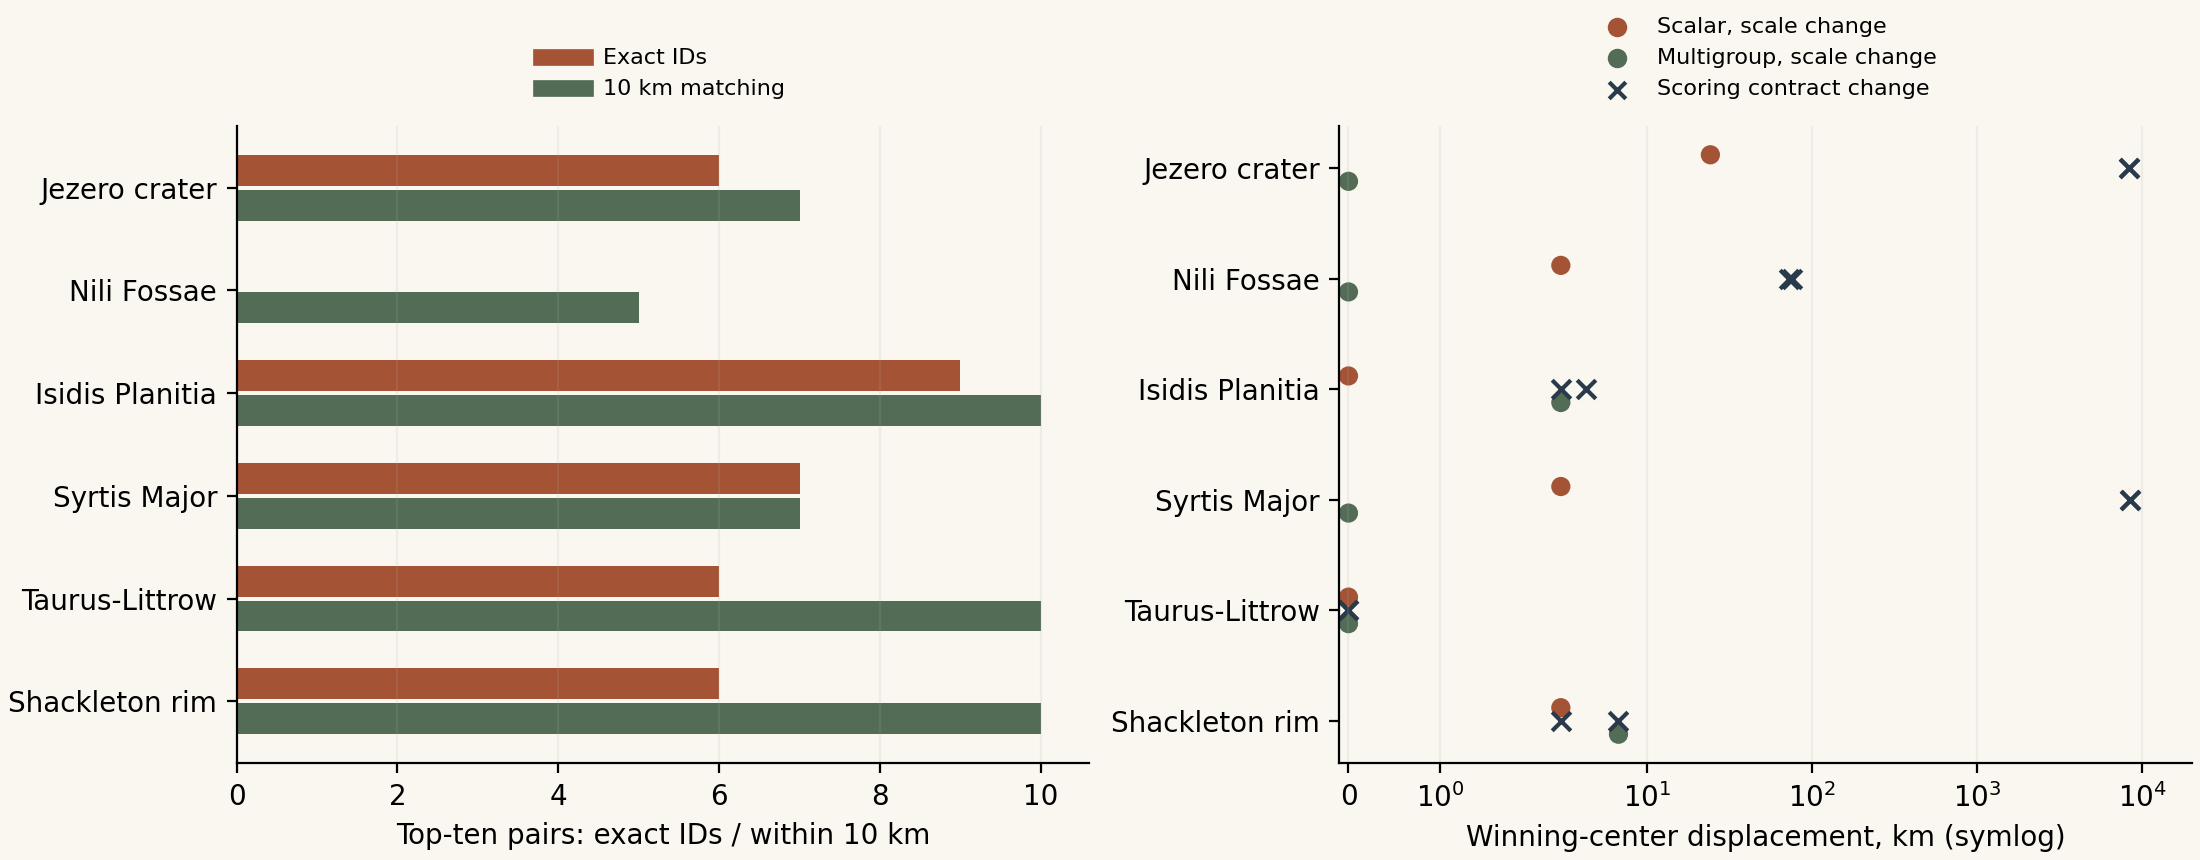 Exact IDs
10 km matching
Jezero crater
Nili Fossae
Isidis Planitia
Syrtis Major
Taurus-Littrow
Shackleton rim
0 2 4 6 8 10
Top-ten pairs: exact IDs / within 10 km
Scalar, scale change
Multigroup, scale change
Scoring contract change
Jezero crater
Nili Fossae
Isidis Planitia
Syrtis Major
Taurus-Littrow
Shackleton rim
0 10⁰ 10¹ 10² 10³ 10⁴
Winning-center displacement, km (symlog)